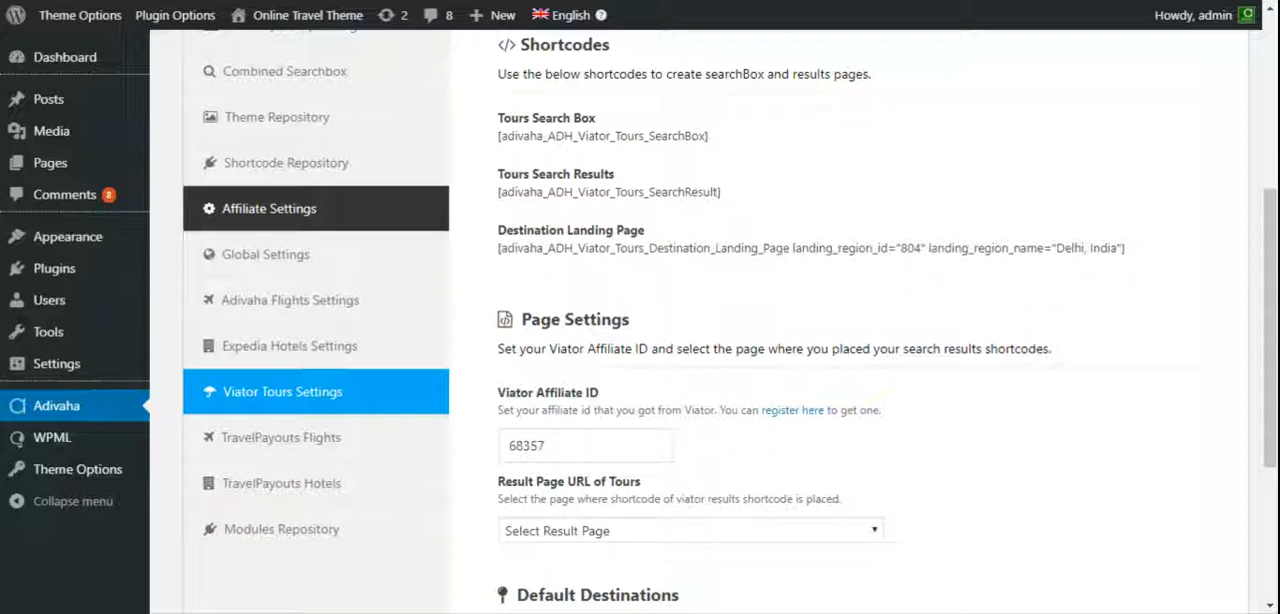 Theme Options Plugin Options Online Travel Theme 2 8 New English Howdy, admin
Dashboard
Posts
Media
Pages
Comments 8
Appearance
Plugins
Users
Tools
Settings
Adivaha
WPML
Theme Options
Collapse menu
Combined Searchbox
Theme Repository
Shortcode Repository
Affiliate Settings
Global Settings
Adivaha Flights Settings
Expedia Hotels Settings
Viator Tours Settings
TravelPayouts Flights
TravelPayouts Hotels
Modules Repository
</> Shortcodes
Use the below shortcodes to create searchBox and results pages.
Tours Search Box
[adivaha_ADH_Viator_Tours_SearchBox]
Tours Search Results
[adivaha_ADH_Viator_Tours_SearchResult]
Destination Landing Page
[adivaha_ADH_Viator_Tours_Destination_Landing_Page landing_region_id="804" landing_region_name="Delhi, India"]
Page Settings
Set your Viator Affiliate ID and select the page where you placed your search results shortcodes.
Viator Affiliate ID
Set your affiliate id that you got from Viator. You can register here to get one.
68357
Result Page URL of Tours
Select the page where shortcode of viator results shortcode is placed.
Select Result Page
Default Destinations